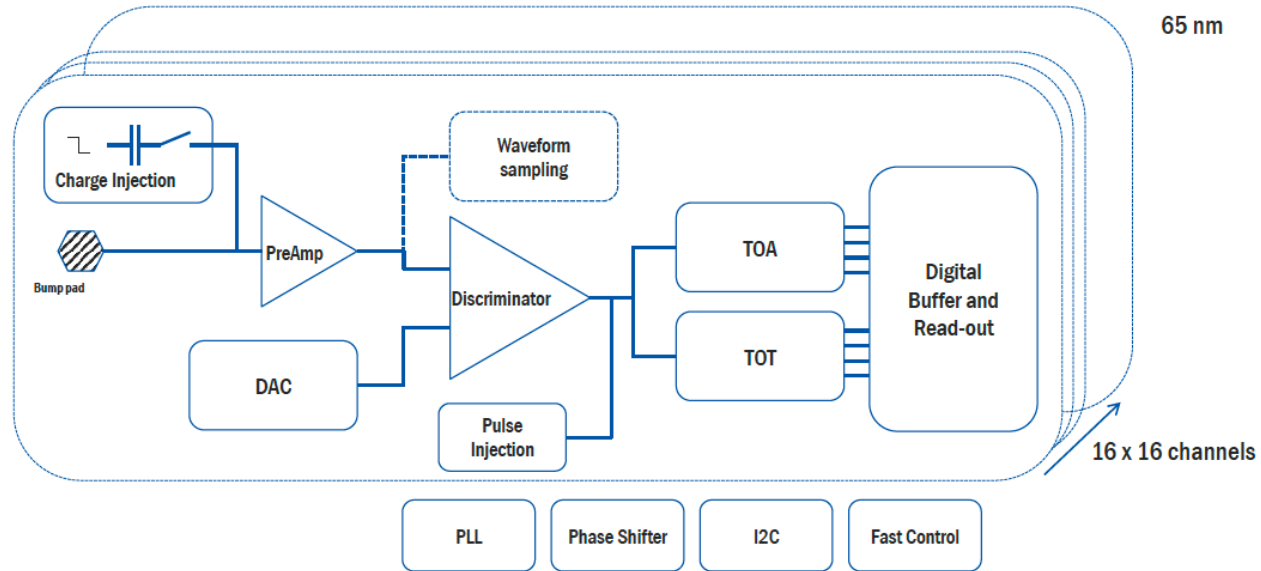 65 nm
Charge Injection
Waveform
sampling
Bump pad
PreAmp
Discriminator
DAC
Pulse
Injection
TOA
TOT
Digital
Buffer and
Read-out
16 x 16 channels
PLL
Phase Shifter
I2C
Fast Control